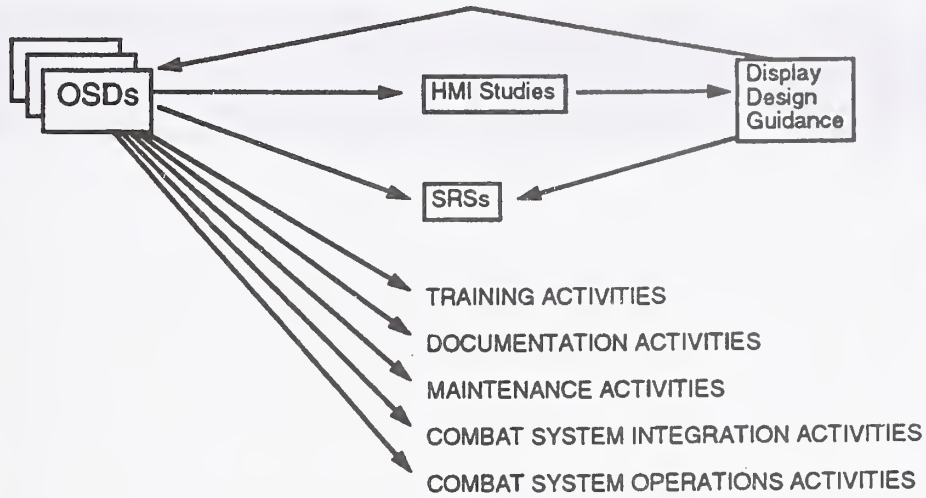 OSDs
HMI Studies
Display
Design
Guidance
SRSs
TRAINING ACTIVITIES
DOCUMENTATION ACTIVITIES
MAINTENANCE ACTIVITIES
COMBAT SYSTEM INTEGRATION ACTIVITIES
COMBAT SYSTEM OPERATIONS ACTIVITIES